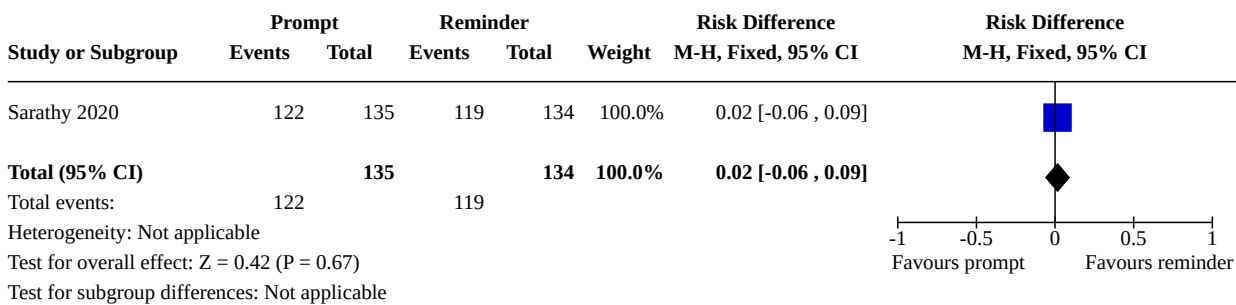 Prompt Reminder Risk Difference Risk Difference
Study or Subgroup Events Total Events Total Weight M-H, Fixed, 95% CI M-H, Fixed, 95% CI
Sarathy 2020 122 135 119 134 100.0% 0.02 [-0.06 , 0.09]
Total (95% CI) 135 134 100.0% 0.02 [-0.06 , 0.09]
Total events: 122 119
Heterogeneity: Not applicable -1 -0.5 0 0.5 1
Test for overall effect: Z = 0.42 (P = 0.67) Favours prompt Favours reminder
Test for subgroup differences: Not applicable